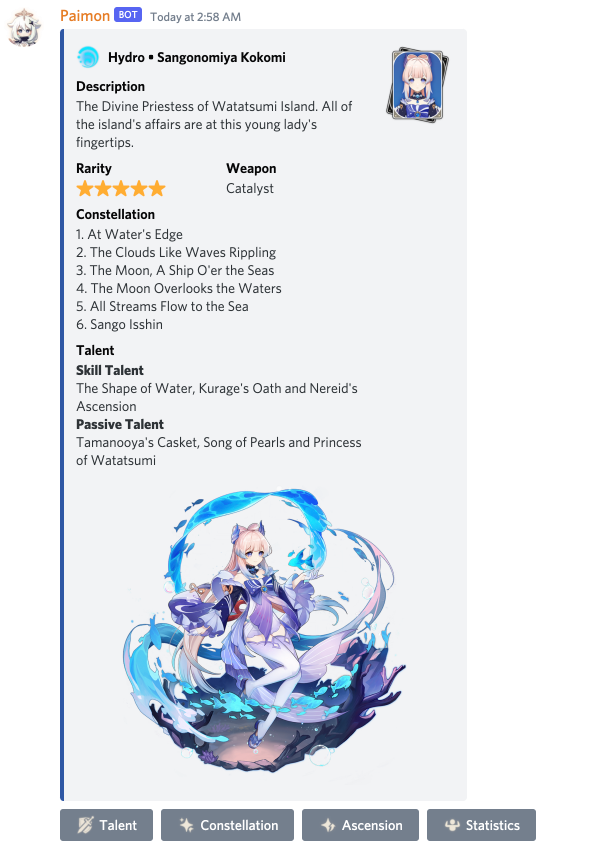 Paimon BOT Today at 2:58 AM
Hydro • Sangonomiya Kokomi
Description
The Divine Priestess of Watatsumi Island. All of
the island's affairs are at this young lady's
fingertips.
Rarity Weapon
Catalyst
Constellation
1. At Water's Edge
2. The Clouds Like Waves Rippling
3. The Moon, A Ship O'er the Seas
4. The Moon Overlooks the Waters
5. All Streams Flow to the Sea
6. Sango Isshin
Talent
Skill Talent
The Shape of Water, Kurage's Oath and Nereid's
Ascension
Passive Talent
Tamanooya's Casket, Song of Pearls and Princess
of Watatsumi
Talent Constellation Ascension Statistics